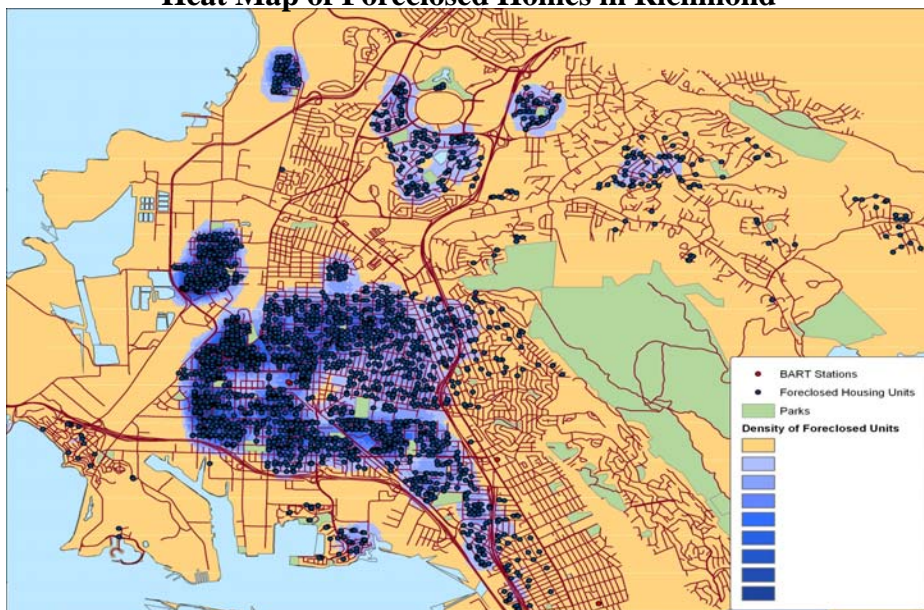 Heat Map of Foreclosed Homes in Richmond
BART Stations
Foreclosed Housing Units
Parks
Density of Foreclosed Units